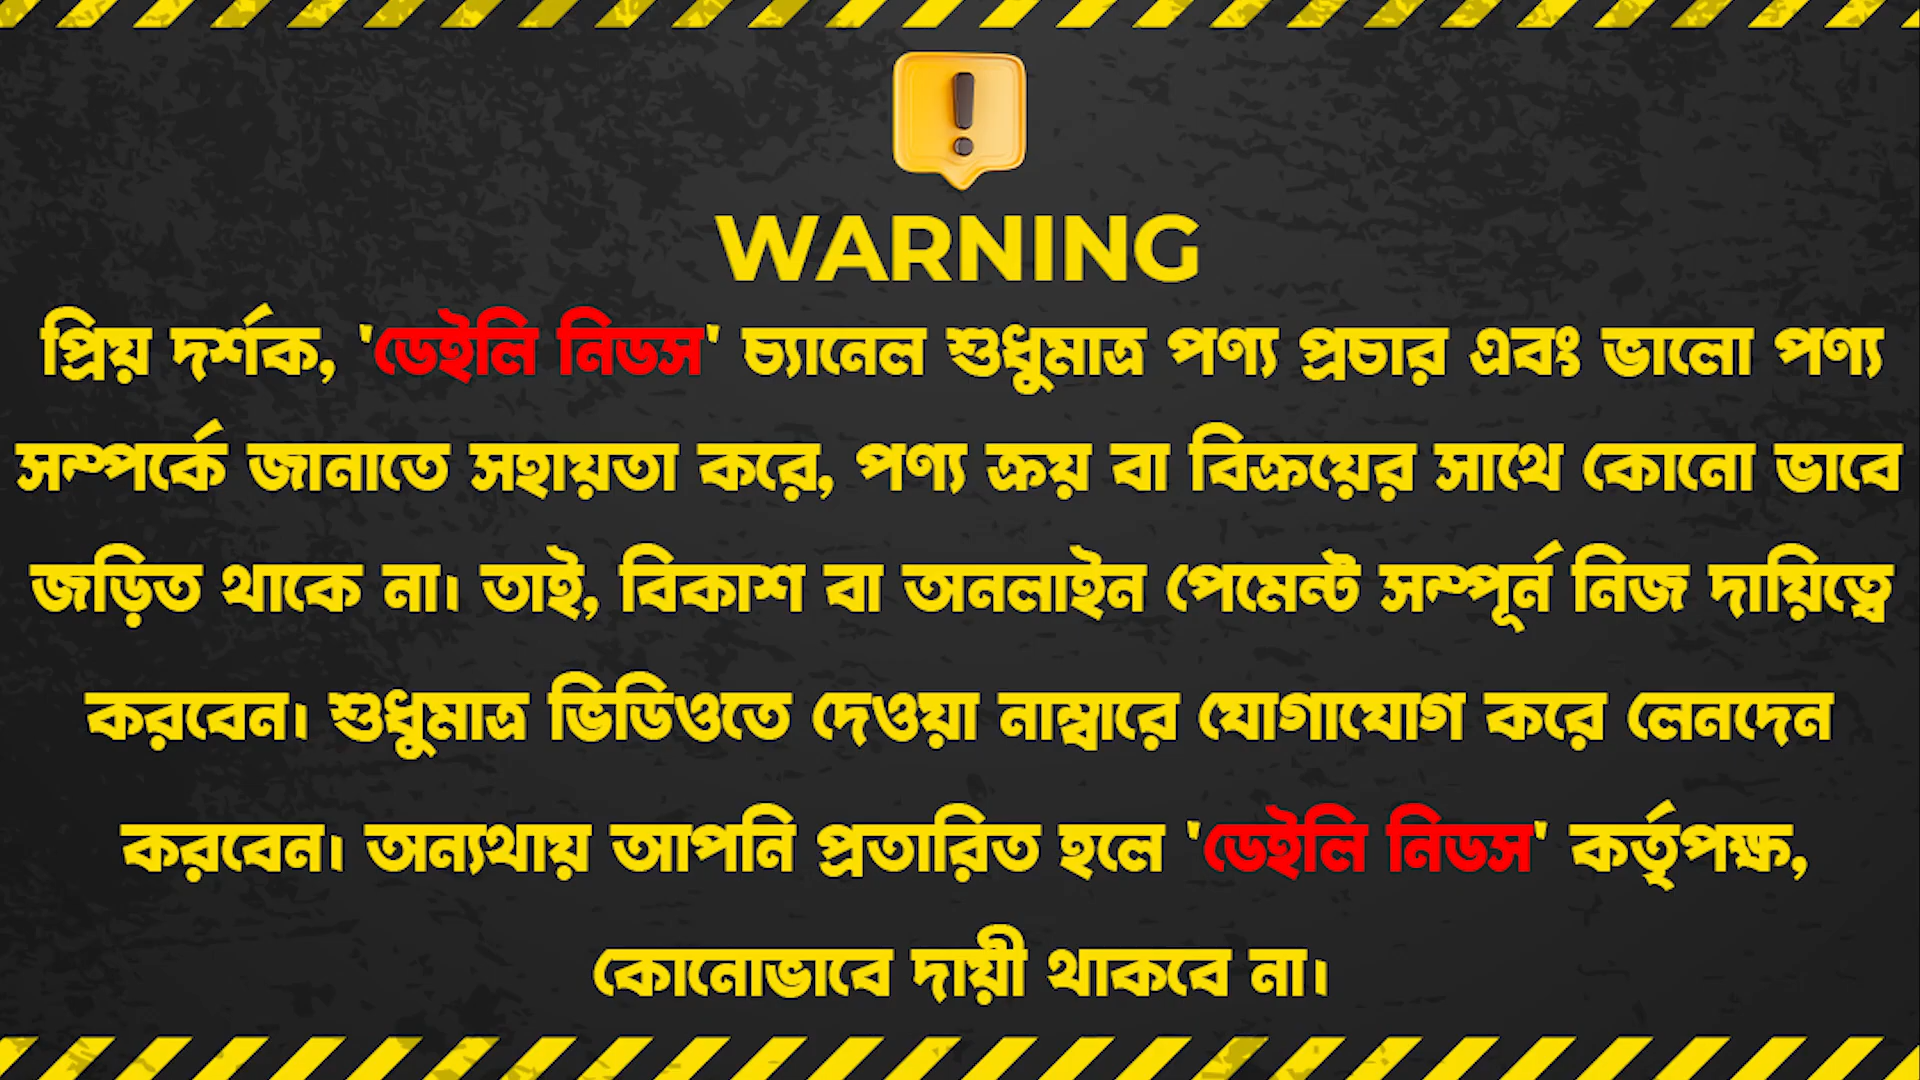 WARNING
প্রিয় দর্শক, 'ডেইলি নিডস' চ্যানেল শুধুমাত্র পণ্য প্রচার এবং ভালো পণ্য
সম্পর্কে জানাতে সহায়তা করে, পণ্য ক্রয় বা বিক্রয়ের সাথে কোনো ভাবে
জড়িত থাকে না। তাই, বিকাশ বা অনলাইন পেমেন্ট সম্পূর্ন নিজ দায়িত্বে
করবেন। শুধুমাত্র ভিডিওতে দেওয়া নাম্বারে যোগাযোগ করে লেনদেন
করবেন। অন্যথায় আপনি প্রতারিত হলে 'ডেইলি নিডস' কর্তৃপক্ষ,
কোনোভাবে দায়ী থাকবে না।